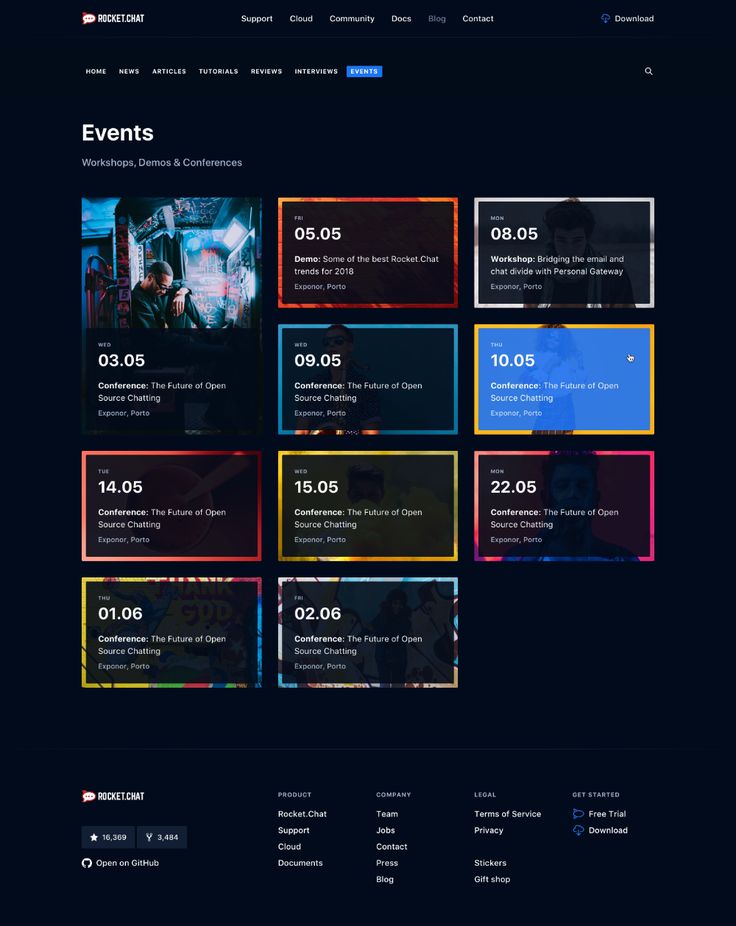 ROCKET.CHAT
Support Cloud Community Docs Blog Contact
Download
HOME NEWS ARTICLES TUTORIALS REVIEWS INTERVIEWS EVENTS
Events
Workshops, Demos & Conferences
WED
03.05
Conference: The Future of Open
Source Chatting
Exponor, Porto
FRI
05.05
Demo: Some of the best Rocket.Chat
trends for 2018
Exponor, Porto
MON
08.05
Workshop: Bridging the email and
chat divide with Personal Gateway
Exponor, Porto
WED
09.05
Conference: The Future of Open
Source Chatting
Exponor, Porto
THU
10.05
Conference: The Future of Open
Source Chatting
Exponor, Porto
TUE
14.05
Conference: The Future of Open
Source Chatting
Exponor, Porto
WED
15.05
Conference: The Future of Open
Source Chatting
Exponor, Porto
MON
22.05
Conference: The Future of Open
Source Chatting
Exponor, Porto
THANK
GOD
THU
01.06
Conference: The Future of Open
Source Chatting
Exponor, Porto
FRI
02.06
Conference: The Future of Open
Source Chatting
Exponor, Porto
ROCKET.CHAT
16,369
3,484
Open on GitHub
PRODUCT
Rocket.Chat
Support
Cloud
Documents
COMPANY
Team
Jobs
Contact
Press
Blog
LEGAL
Terms of Service
Privacy
Stickers
Gift shop
GET STARTED
Free Trial
Download